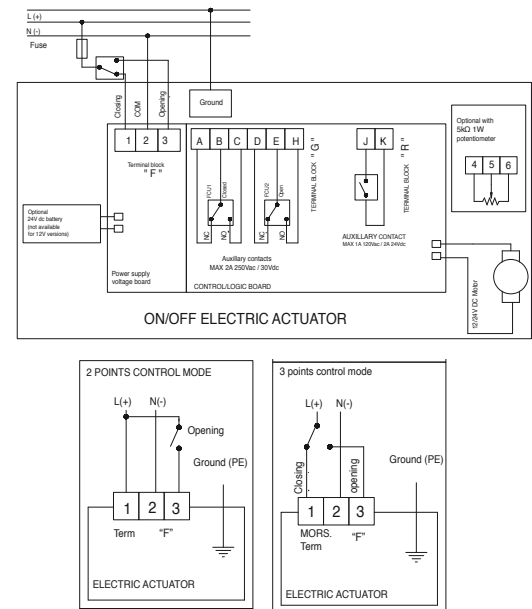 L (+)
N (-)
Fuse
Closing
COM
Opening
Ground
1 2 3
Terminal block
" F "
A B C D E H
" G "
TERMINAL BLOCK
FCU1
Closed
FCU2
Open
NC
NO
NC
NO
Auxillary contacts
MAX 2A 250Vac / 30Vdc
J K
" R "
TERMINAL BLOCK
AUXILLARY CONTACT
MAX 1A 120Vac / 2A 24Vdc
Optional with
5kΩ 1W
potentiometer
4 5 6
Optional
24V dc battery
(not available
for 12V versions)
Power supply
voltage board
CONTROL/LOGIC BOARD
12/24V DC Motor
ON/OFF ELECTRIC ACTUATOR
2 POINTS CONTROL MODE
L(+) N(-)
Opening
Ground (PE)
1 2 3
Term "F"
ELECTRIC ACTUATOR
3 points control mode
L(+) N(-)
Closing
opening
Ground (PE)
1 2 3
MORS. "F"
Term
ELECTRIC ACTUATOR